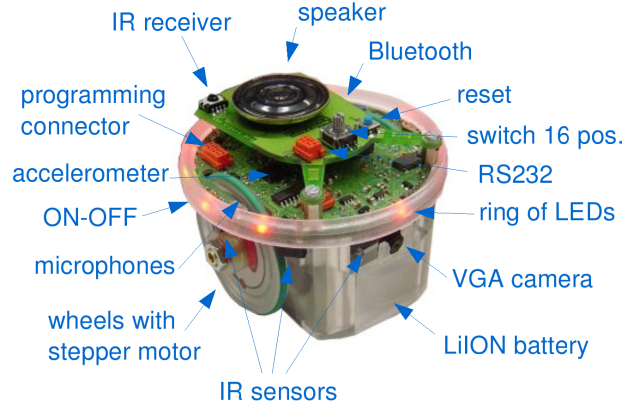 speaker
IR receiver
Bluetooth
programming
connector
reset
switch 16 pos.
accelerometer
RS232
ON-OFF
ring of LEDs
microphones
VGA camera
wheels with
stepper motor
LiION battery
IR sensors